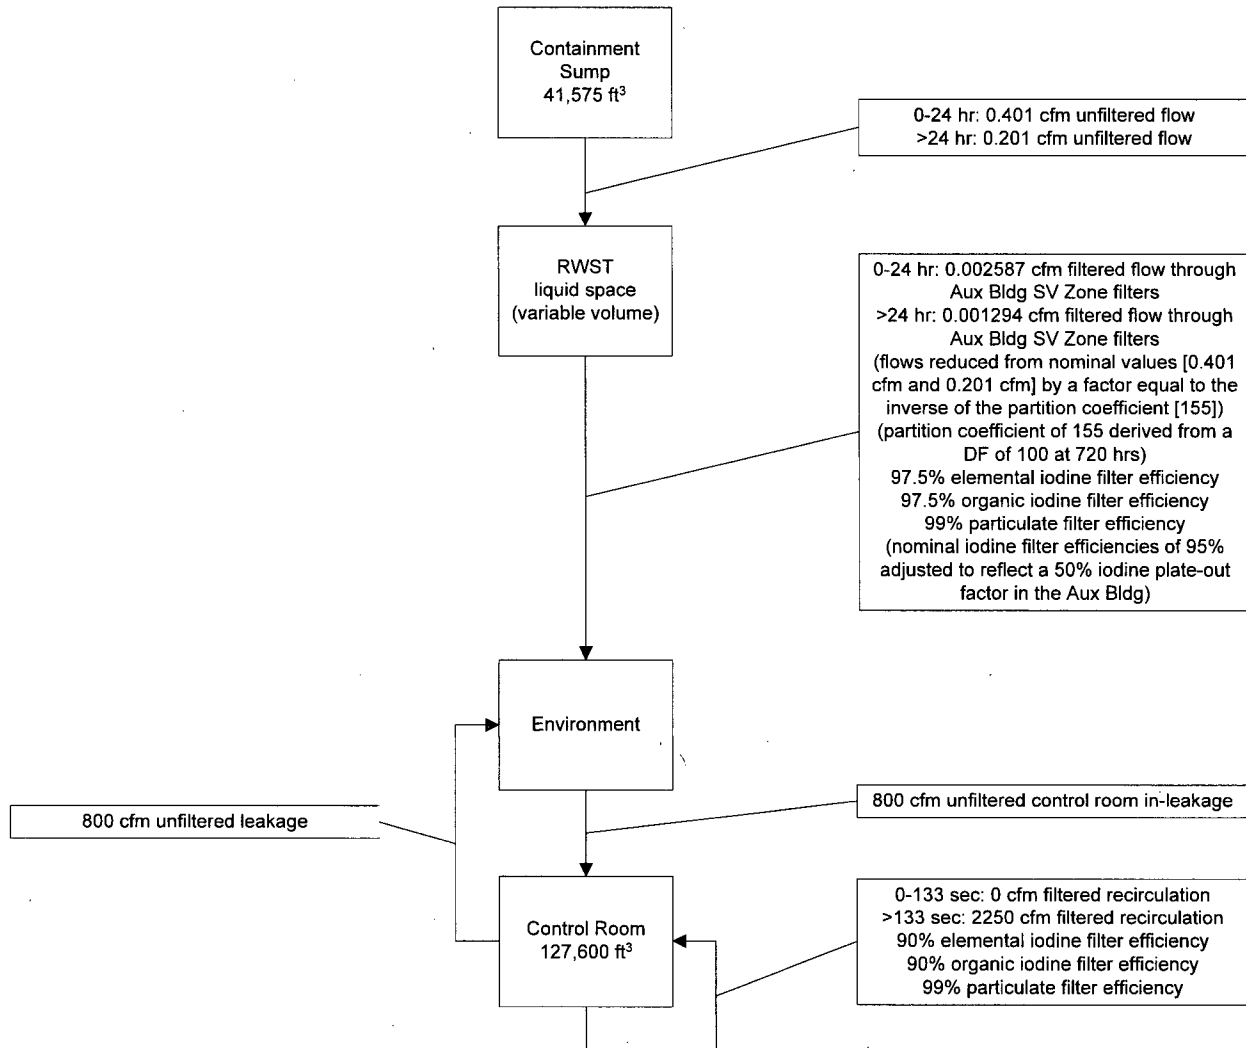 Containment
Sump
41,575 ft³
0-24 hr: 0.401 cfm unfiltered flow
>24 hr: 0.201 cfm unfiltered flow
RWST
liquid space
(variable volume)
0-24 hr: 0.002587 cfm filtered flow through
Aux Bldg SV Zone filters
>24 hr: 0.001294 cfm filtered flow through
Aux Bldg SV Zone filters
(flows reduced from nominal values [0.401
cfm and 0.201 cfm] by a factor equal to the
inverse of the partition coefficient [155])
(partition coefficient of 155 derived from a
DF of 100 at 720 hrs)
97.5% elemental iodine filter efficiency
97.5% organic iodine filter efficiency
99% particulate filter efficiency
(nominal iodine filter efficiencies of 95%
adjusted to reflect a 50% iodine plate-out
factor in the Aux Bldg)
Environment
800 cfm unfiltered control room in-leakage
800 cfm unfiltered leakage
Control Room
127,600 ft³
0-133 sec: 0 cfm filtered recirculation
>133 sec: 2250 cfm filtered recirculation
90% elemental iodine filter efficiency
90% organic iodine filter efficiency
99% particulate filter efficiency